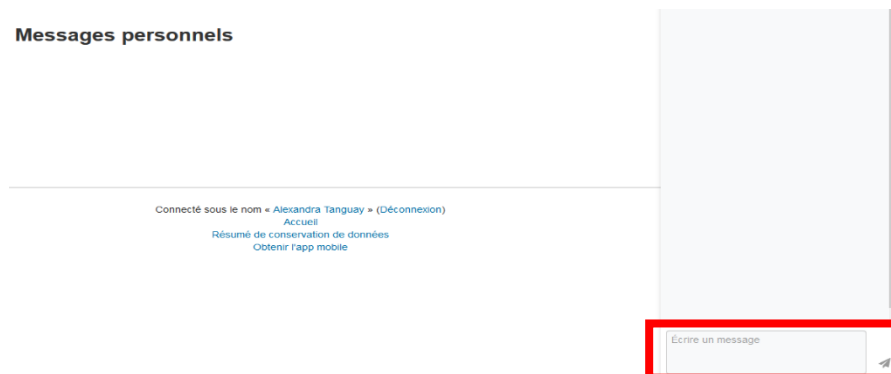 Messages personnels
Connecté sous le nom « Alexandra Tanguay » (Déconnexion)
Accueil
Résumé de conservation de données
Obtenir l'app mobile
Écrire un message